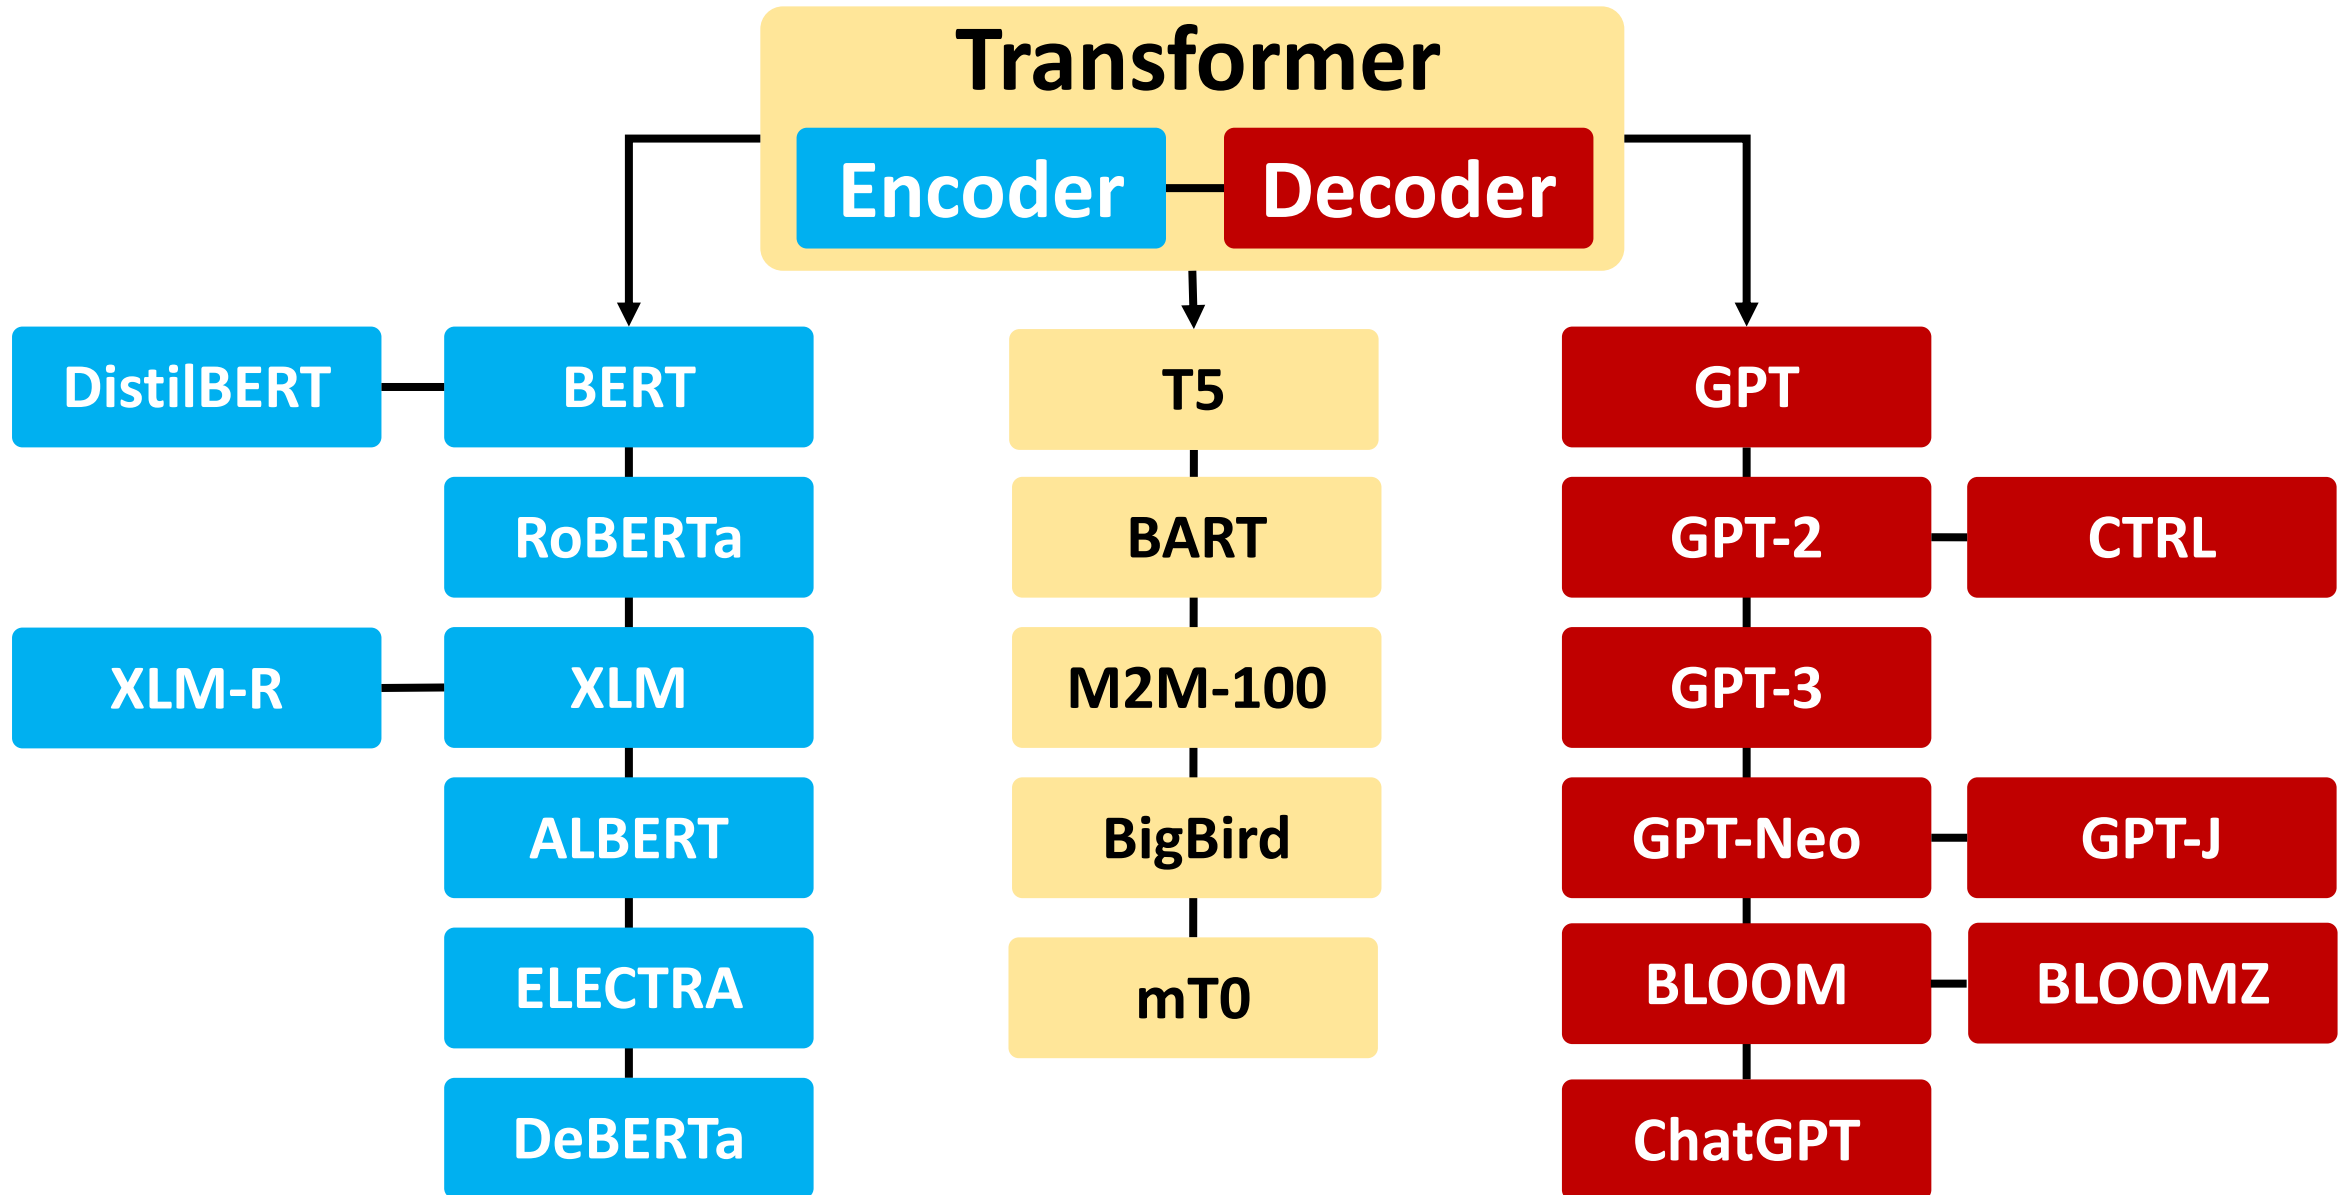 Transformer
Encoder
Decoder
DistilBERT
BERT
T5
GPT
RoBERTa
BART
GPT-2
CTRL
XLM-R
XLM
M2M-100
GPT-3
ALBERT
BigBird
GPT-Neo
GPT-J
ELECTRA
mT0
BLOOM
BLOOMZ
DeBERTa
ChatGPT